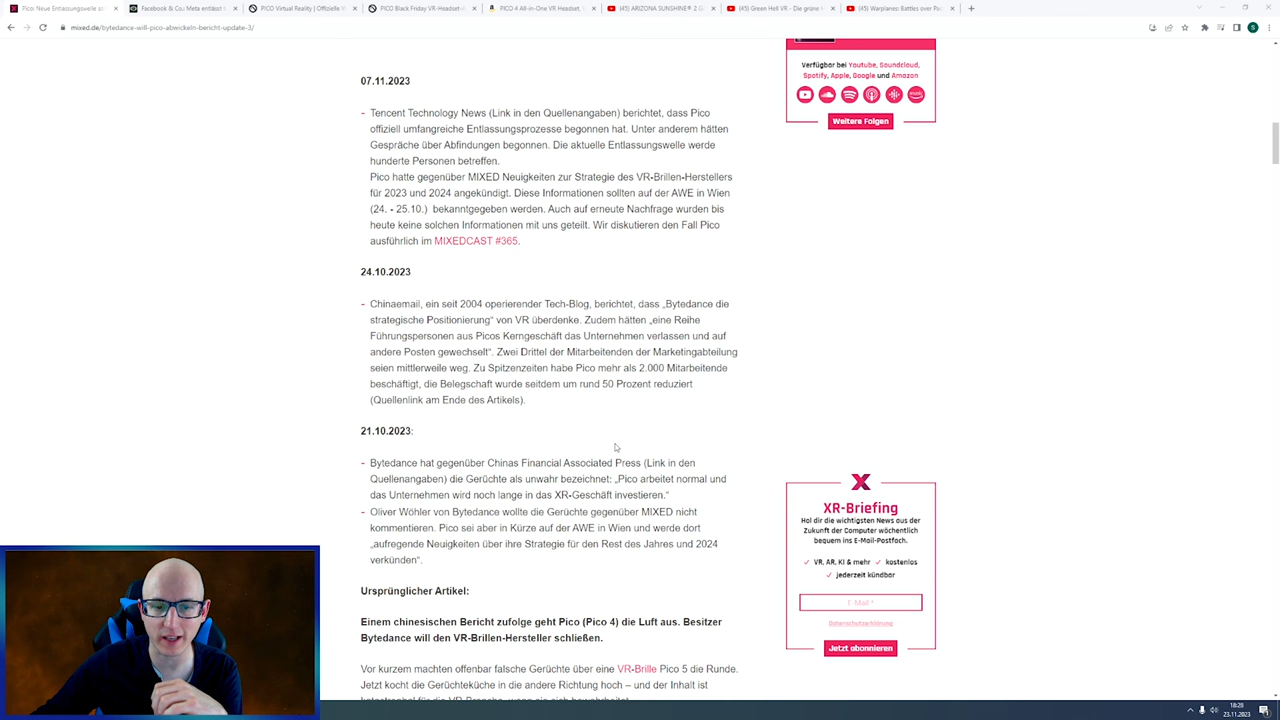 Pico: Neue Entlassungswelle so
Facebook & Co.: Meta entlässt
PICO Virtual Reality | Offizielle
PICO Black Friday VR-Headset-
PICO 4 All-in-One VR Headset,
(45) ARIZONA SUNSHINE® 2 G
(45) Green Hell VR - Die grüne H
(45) Warplanes: Battles over Pac
mixed.de/bytedance-will-pico-abwickeln-bericht-update-3/
07.11.2023
- Tencent Technology News (Link in den Quellenangaben) berichtet, dass Pico
offiziell umfangreiche Entlassungsprozesse begonnen hat. Unter anderem hätten
Gespräche über Abfindungen begonnen. Die aktuelle Entlassungswelle werde
hunderte Personen betreffen.
Pico hatte gegenüber MIXED Neuigkeiten zur Strategie des VR-Brillen-Herstellers
für 2023 und 2024 angekündigt. Diese Informationen sollten auf der AWE in Wien
(24. - 25.10.) bekanntgegeben werden. Auch auf erneute Nachfrage wurden bis
heute keine solchen Informationen mit uns geteilt. Wir diskutieren den Fall Pico
ausführlich im MIXEDCAST #365.
24.10.2023
- Chinaemail, ein seit 2004 operierender Tech-Blog, berichtet, dass „Bytedance die
strategische Positionierung“ von VR überdenke. Zudem hätten „eine Reihe
Führungspersonen aus Picos Kerngeschäft das Unternehmen verlassen und auf
andere Posten gewechselt“. Zwei Drittel der Mitarbeitenden der Marketingabteilung
seien mittlerweile weg. Zu Spitzenzeiten habe Pico mehr als 2.000 Mitarbeitende
beschäftigt, die Belegschaft wurde seitdem um rund 50 Prozent reduziert
(Quellenlink am Ende des Artikels).
21.10.2023:
- Bytedance hat gegenüber Chinas Financial Associated Press (Link in den
Quellenangaben) die Gerüchte als unwahr bezeichnet: „Pico arbeitet normal und
das Unternehmen wird noch lange in das XR-Geschäft investieren.“
- Oliver Wöhler von Bytedance wollte die Gerüchte gegenüber MIXED nicht
kommentieren. Pico sei aber in Kürze auf der AWE in Wien und werde dort
„aufregende Neuigkeiten über ihre Strategie für den Rest des Jahres und 2024
verkünden“.
Ursprünglicher Artikel:
Einem chinesischen Bericht zufolge geht Pico (Pico 4) die Luft aus. Besitzer
Bytedance will den VR-Brillen-Hersteller schließen.
Vor kurzem machten offenbar falsche Gerüchte über eine VR-Brille Pico 5 die Runde.
Jetzt kocht die Gerüchteküche in die andere Richtung hoch – und der Inhalt ist
Verfügbar bei Youtube, Soundcloud,
Spotify, Apple, Google und Amazon
music
Weitere Folgen
XR-Briefing
Hol dir die wichtigsten News aus der
Zukunft der Computer wöchentlich
bequem ins E-Mail-Postfach.
✓ VR, AR, KI & mehr ✓ kostenlos
✓ jederzeit kündbar
E-Mail *
Datenschutzerklärung
Jetzt abonnieren
18:28
23.11.2023